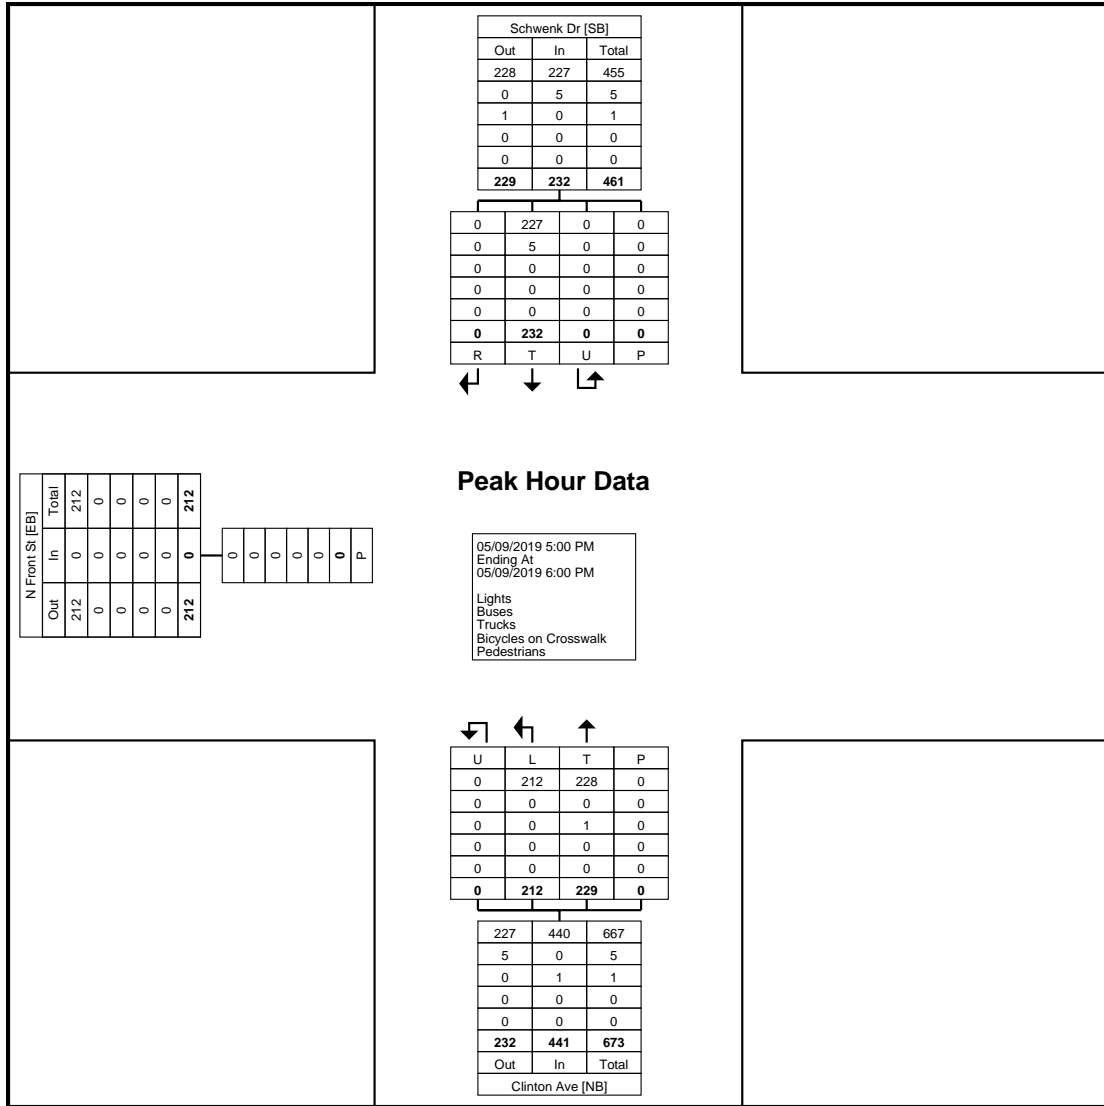 Schwenk Dr [SB]
Out In Total
228 227 455
0 5 5
1 0 1
0 0 0
0 0 0
229 232 461
0 227 0 0
0 5 0 0
0 0 0 0
0 0 0 0
0 0 0 0
0 232 0 0
R T U P
N Front St [EB]
Out In Total
212 0 212
0 0 0
0 0 0
0 0 0
0 0 0
212 0 212
0
0
0
0
0
0
P
Peak Hour Data
05/09/2019 5:00 PM
Ending At
05/09/2019 6:00 PM
Lights
Buses
Trucks
Bicycles on Crosswalk
Pedestrians
U L T P
0 212 228 0
0 0 0 0
0 0 1 0
0 0 0 0
0 0 0 0
0 212 229 0
227 440 667
5 0 5
0 1 1
0 0 0
0 0 0
232 441 673
Out In Total
Clinton Ave [NB]